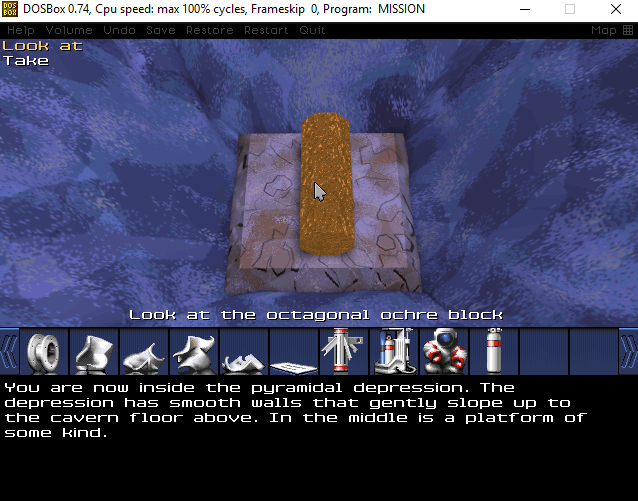 DOS
BOX
DOSBox 0.74, Cpu speed: max 100% cycles, Frameskip 0, Program: MISSION
Help Volume Undo Save Restore Restart Quit Map
Look at
Take
Look at the octagonal ochre block
You are now inside the pyramidal depression. The
depression has smooth walls that gently slope up to
the cavern floor above. In the middle is a platform of
some kind.